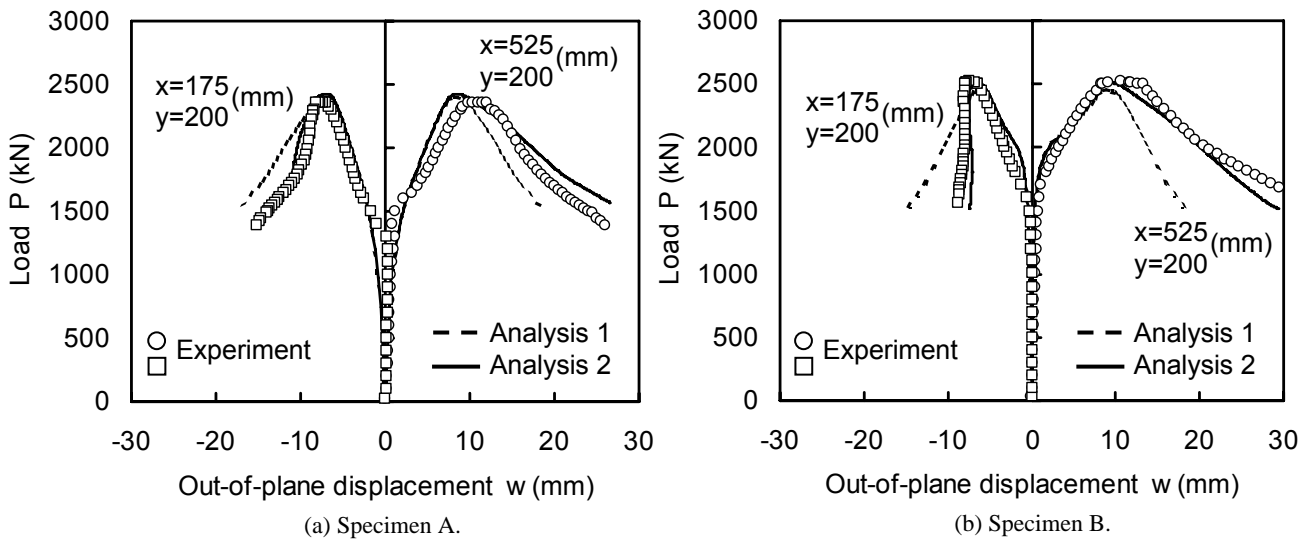 3000
2500
2000
1500
1000
500
0
Load P (kN)
x=175
y=200 (mm)
x=525
y=200 (mm)
Experiment
Analysis 1
Analysis 2
-30 -20 -10 0 10 20 30
Out-of-plane displacement w (mm)
(a) Specimen A.
3000
2500
2000
1500
1000
500
0
Load P (kN)
x=175
y=200 (mm)
x=525
y=200 (mm)
Experiment
Analysis 1
Analysis 2
-30 -20 -10 0 10 20 30
Out-of-plane displacement w (mm)
(b) Specimen B.